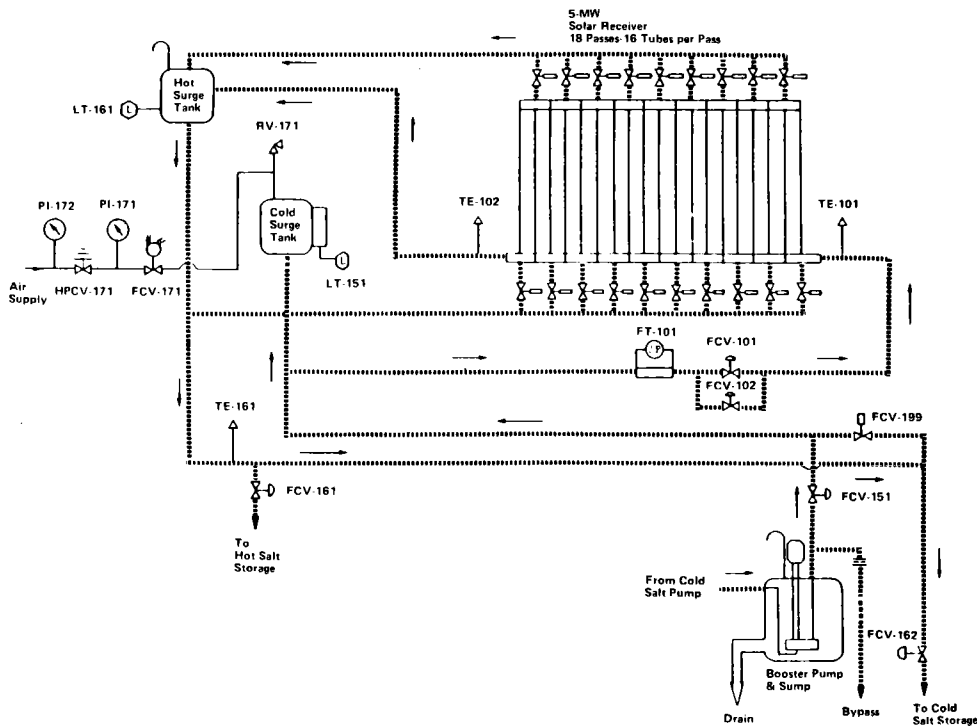 5-MW
Solar Receiver
18 Passes-16 Tubes per Pass
Hot
Surge
Tank
LT-161
L
RV-171
PI-172
PI-171
Cold
Surge
Tank
TE-102
TE-101
L
LT-151
Air
Supply
HPCV-171
FCV-171
FT-101
FCV-101
FCV-102
TE-161
FCV-199
FCV-161
FCV-151
To
Hot Salt
Storage
From Cold
Salt Pump
FCV-162
Booster Pump
& Sump
Drain
Bypass
To Cold
Salt Storage